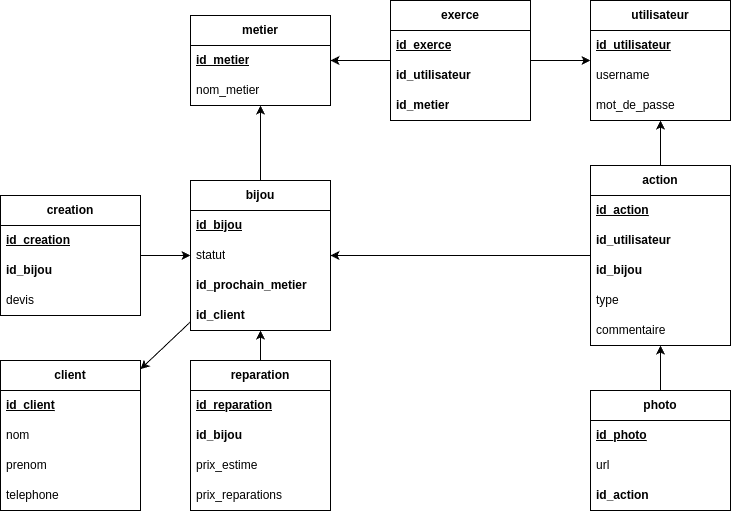 metier
id_metier
nom_metier
exerce
id_exerce
id_utilisateur
id_metier
utilisateur
id_utilisateur
username
mot_de_passe
creation
id_creation
id_bijou
devis
bijou
id_bijou
statut
id_prochain_metier
id_client
action
id_action
id_utilisateur
id_bijou
type
commentaire
client
id_client
nom
prenom
telephone
reparation
id_reparation
id_bijou
prix_estime
prix_reparations
photo
id_photo
url
id_action